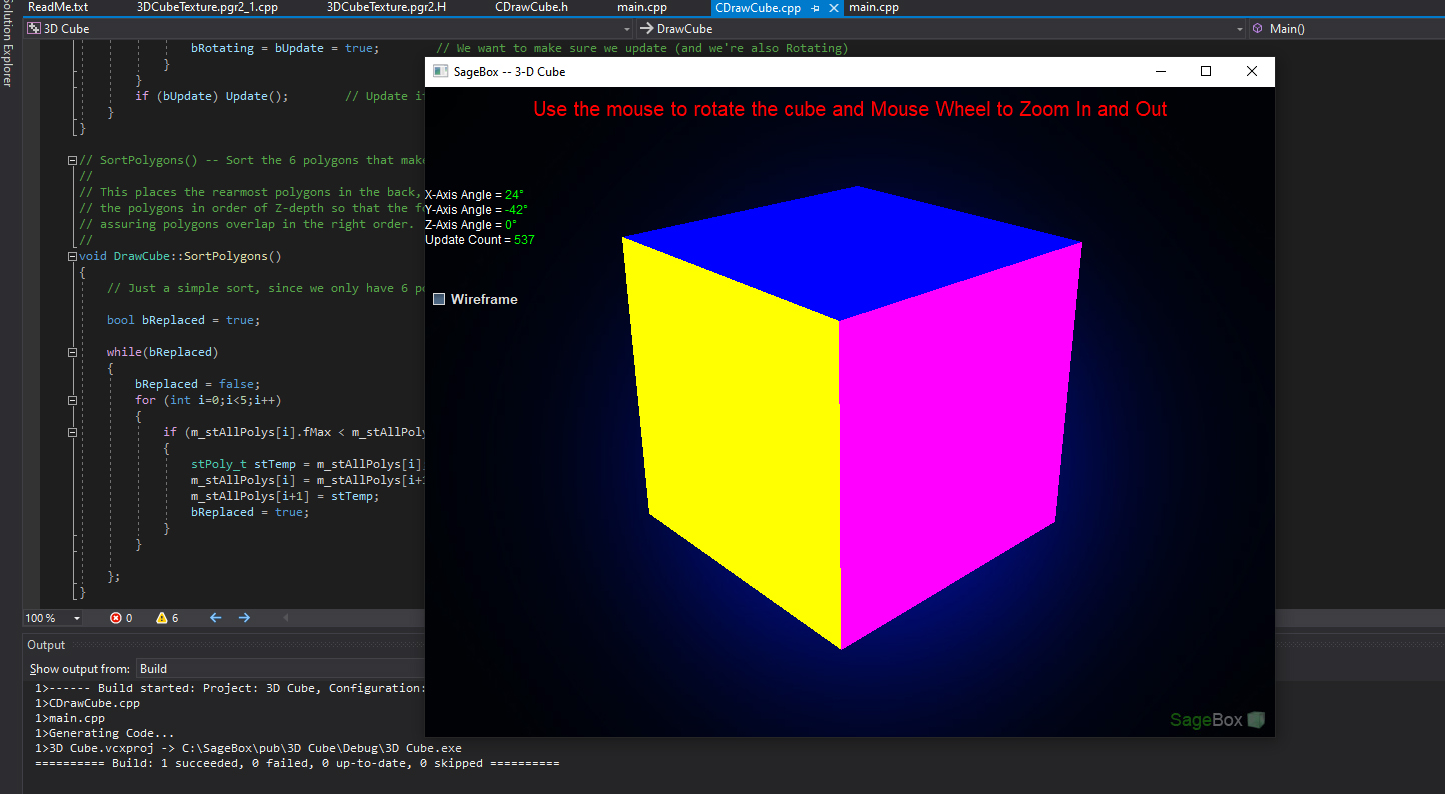 Solution Explorer
ReadMe.txt 3DCubeTexture.pgr2_1.cpp 3DCubeTexture.pgr2.H CDrawCube.h main.cpp CDrawCube.cpp main.cpp
3D Cube DrawCube Main()
bRotating = bUpdate = true; // We want to make sure we update (and we're also Rotating)
}
}
if (bUpdate) Update(); // Update i
}
}
// SortPolygons() -- Sort the 6 polygons that mak
//
// This places the rearmost polygons in the back,
// the polygons in order of Z-depth so that the f
// assuring polygons overlap in the right order.
//
void DrawCube::SortPolygons()
{
// Just a simple sort, since we only have 6 p
bool bReplaced = true;
while(bReplaced)
{
bReplaced = false;
for (int i=0;i<5;i++)
{
if (m_stAllPolys[i].fMax < m_stAllPoly
{
stPoly_t stTemp = m_stAllPolys[i]
m_stAllPolys[i] = m_stAllPolys[i+
m_stAllPolys[i+1] = stTemp;
bReplaced = true;
}
}
};
}
100 % 0 6
Output
Show output from: Build
1>------ Build started: Project: 3D Cube, Configuration:
1>CDrawCube.cpp
1>main.cpp
1>Generating Code...
1>3D Cube.vcxproj -> C:\SageBox\pub\3D Cube\Debug\3D Cube.exe
========== Build: 1 succeeded, 0 failed, 0 up-to-date, 0 skipped ==========
SageBox -- 3-D Cube
Use the mouse to rotate the cube and Mouse Wheel to Zoom In and Out
X-Axis Angle = 24°
Y-Axis Angle = -42°
Z-Axis Angle = 0°
Update Count = 537
Wireframe
SageBox